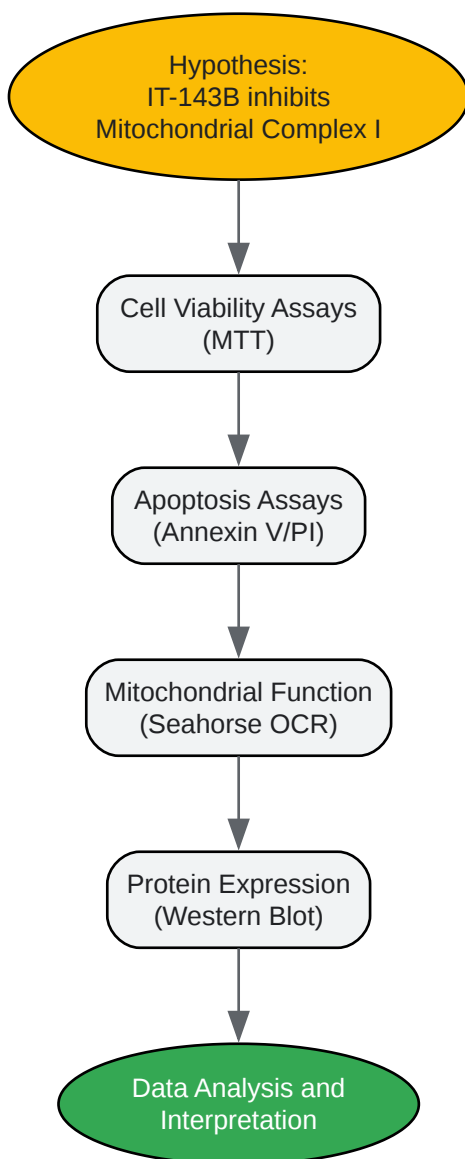 Hypothesis:
IT-143B inhibits
Mitochondrial Complex I
Cell Viability Assays
(MTT)
Apoptosis Assays
(Annexin V/PI)
Mitochondrial Function
(Seahorse OCR)
Protein Expression
(Western Blot)
Data Analysis and
Interpretation